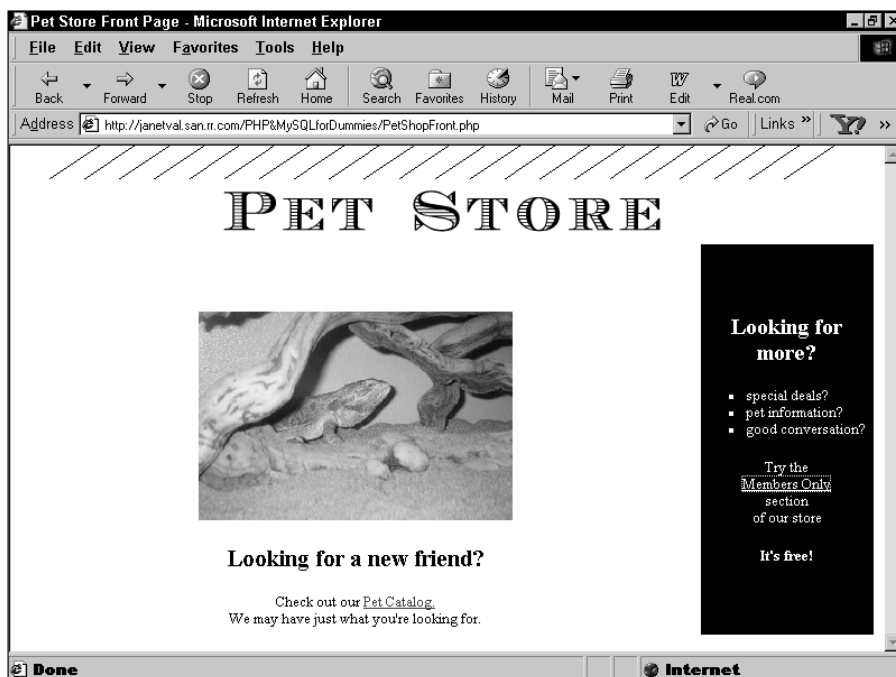 Pet Store Front Page - Microsoft Internet Explorer
File Edit View Favorites Tools Help
Back Forward Stop Refresh Home Search Favorites History Mail Print Edit Real.com
Address http://janetval.san.rr.com/PHP&MySQLforDummies/PetShopFront.php Go Links » Y? »
PET STORE
Looking for
more?
special deals?
pet information?
good conversation?
Try the
Members Only
section
of our store
It's free!
Looking for a new friend?
Check out our Pet Catalog.
We may have just what you're looking for.
Done Internet